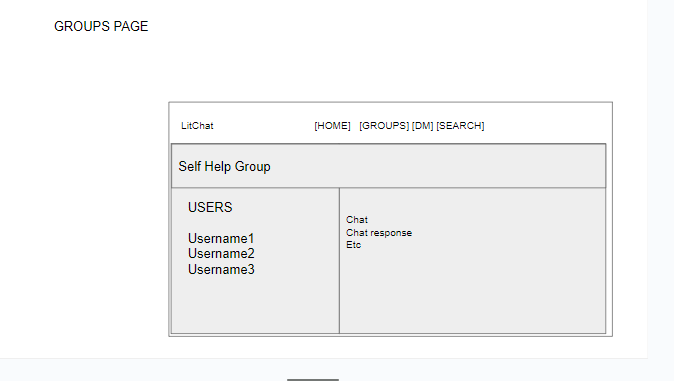 GROUPS PAGE
LitChat [HOME] [GROUPS] [DM] [SEARCH]
Self Help Group
USERS
Username1
Username2
Username3
Chat
Chat response
Etc